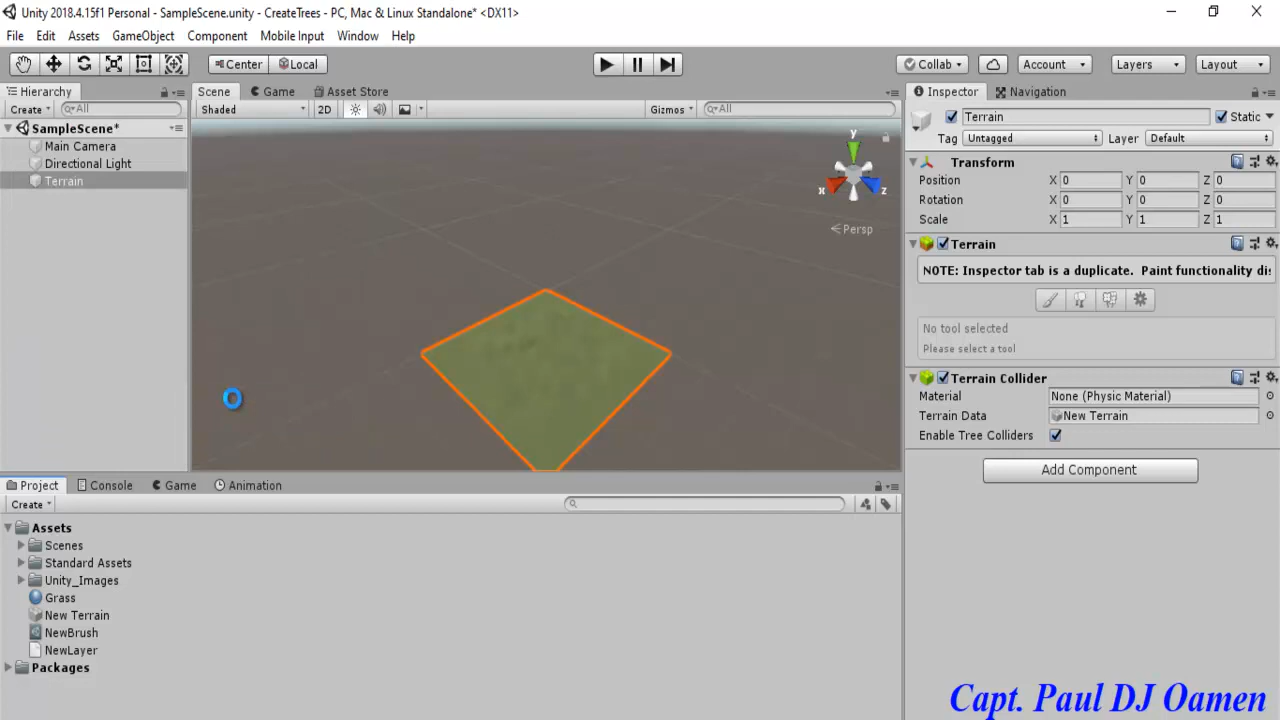 Unity 2018.4.15f1 Personal - SampleScene.unity - CreateTrees - PC, Mac & Linux Standalone* <DX11>
File Edit Assets GameObject Component Mobile Input Window Help
Center Local Collab Account Layers Layout
Hierarchy Scene Game Asset Store Inspector Navigation
Create All Shaded 2D Gizmos All
SampleScene*
Main Camera
Directional Light
Terrain
y
x
z
Persp
Terrain Static
Tag Untagged Layer Default
Transform
Position X 0 Y 0 Z 0
Rotation X 0 Y 0 Z 0
Scale X 1 Y 1 Z 1
Terrain
NOTE: Inspector tab is a duplicate. Paint functionality di
No tool selected
Please select a tool
Terrain Collider
Material None (Physic Material)
Terrain Data New Terrain
Enable Tree Colliders
Add Component
Project Console Game Animation
Create
Assets
Scenes
Standard Assets
Unity_Images
Grass
New Terrain
NewBrush
NewLayer
Packages
Capt. Paul DJ Oamen